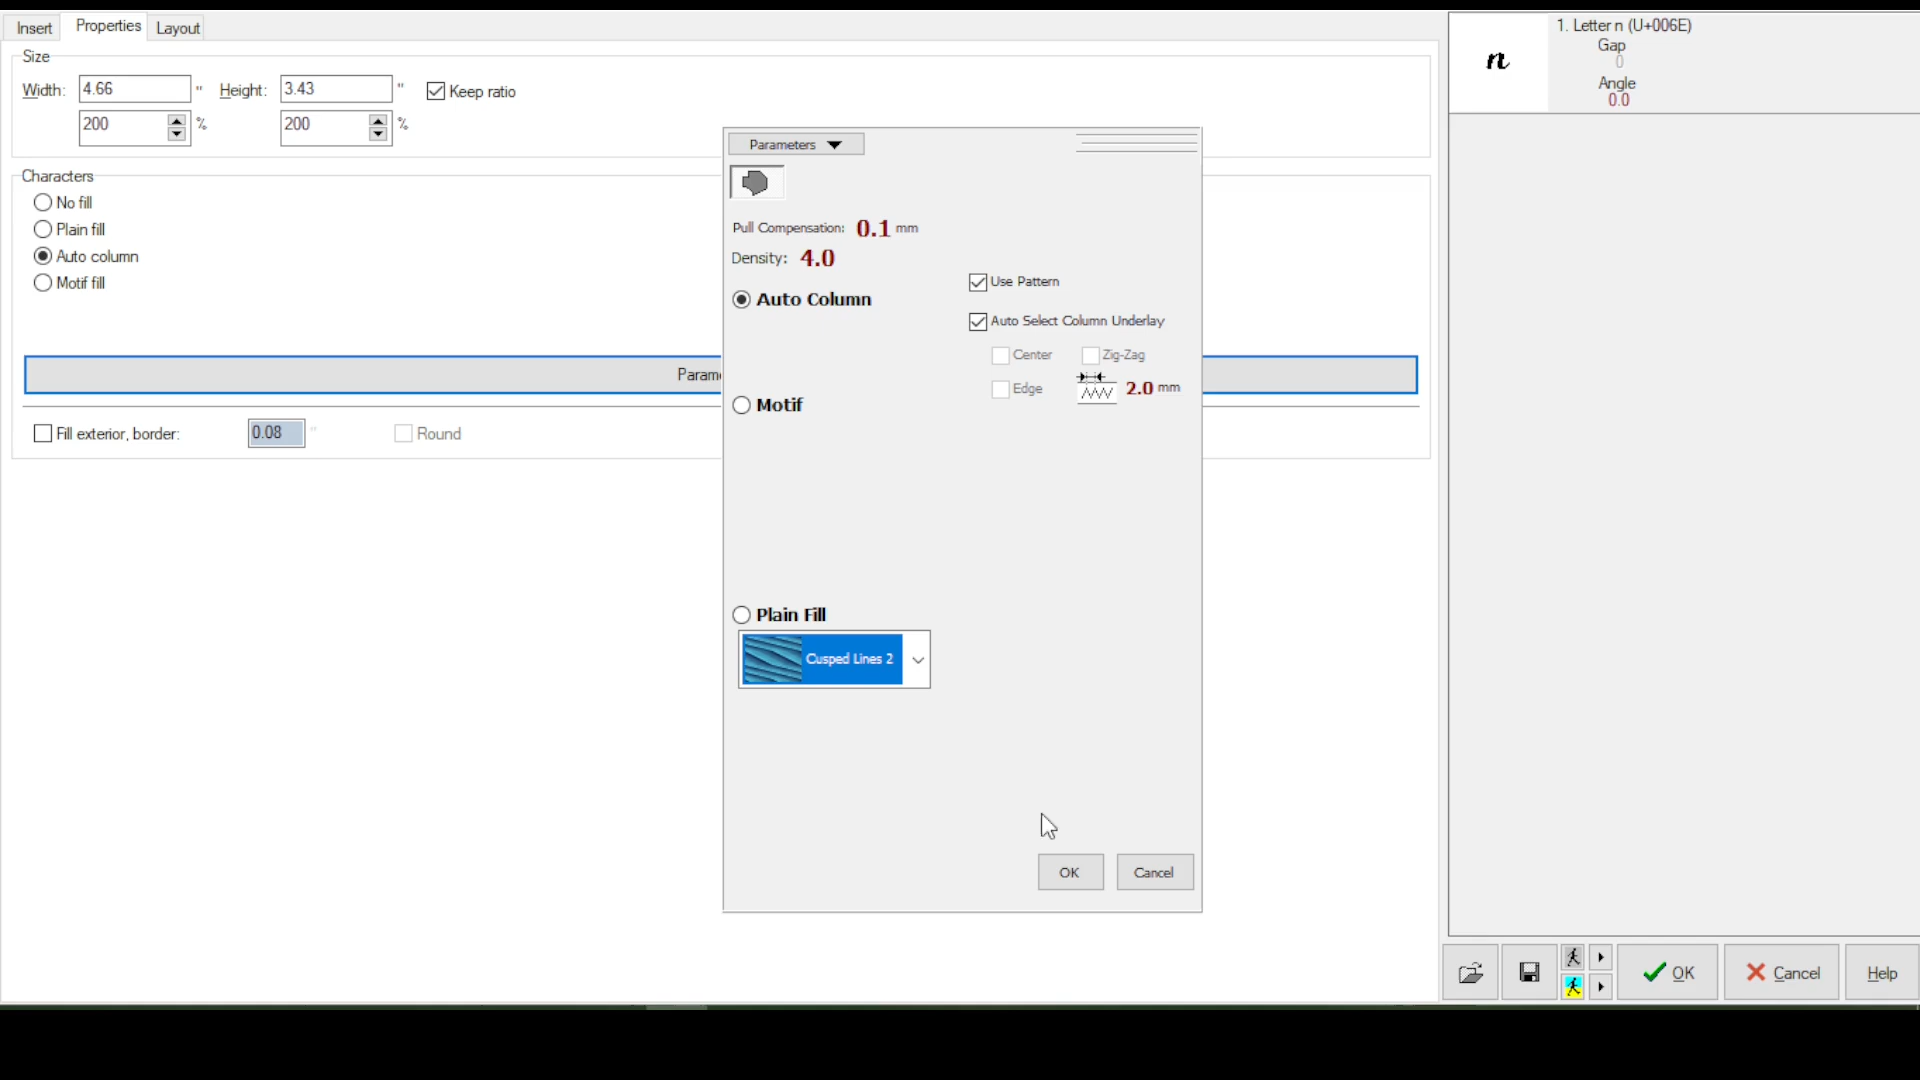 Insert Properties Layout
Size
Width: 4.66 " Height: 3.43 " Keep ratio
200 % 200 %
Characters
No fill
Plain fill
Auto column
Motif fill
Param
Fill exterior, border: 0.08 " Round
Parameters
Pull Compensation: 0.1 mm
Density: 4.0
Use Pattern
Auto Column
Auto Select Column Underlay
Center Zig-Zag
Edge 2.0 mm
Motif
Plain Fill
Cusped Lines 2
OK Cancel
n
1. Letter n (U+006E)
Gap
0
Angle
0.0
OK Cancel Help